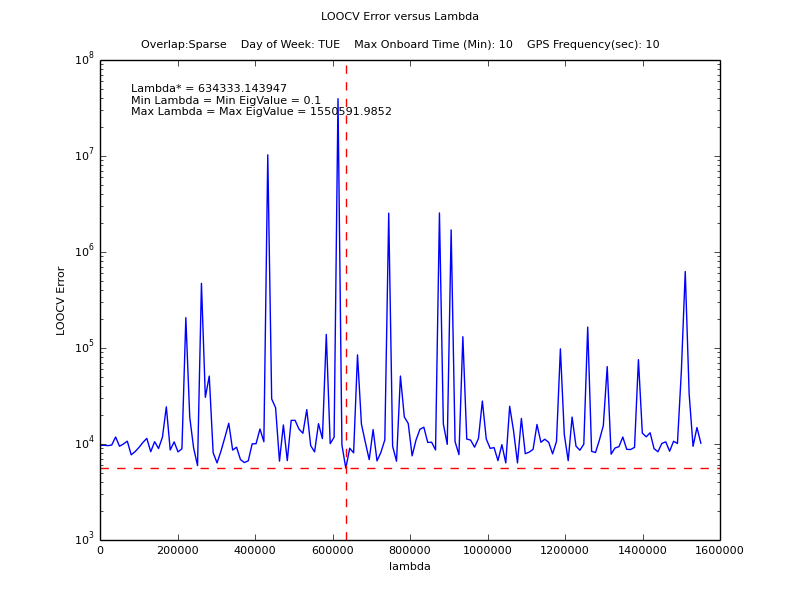 LOOCV Error versus Lambda
Overlap:Sparse    Day of Week: TUE    Max Onboard Time (Min): 10    GPS Frequency(sec): 10
Lambda* = 634333.143947
Min Lambda = Min EigValue = 0.1
Max Lambda = Max EigValue = 1550591.9852
10^8
10^7
10^6
10^5
10^4
10^3
LOOCV Error
0 200000 400000 600000 800000 1000000 1200000 1400000 1600000
lambda